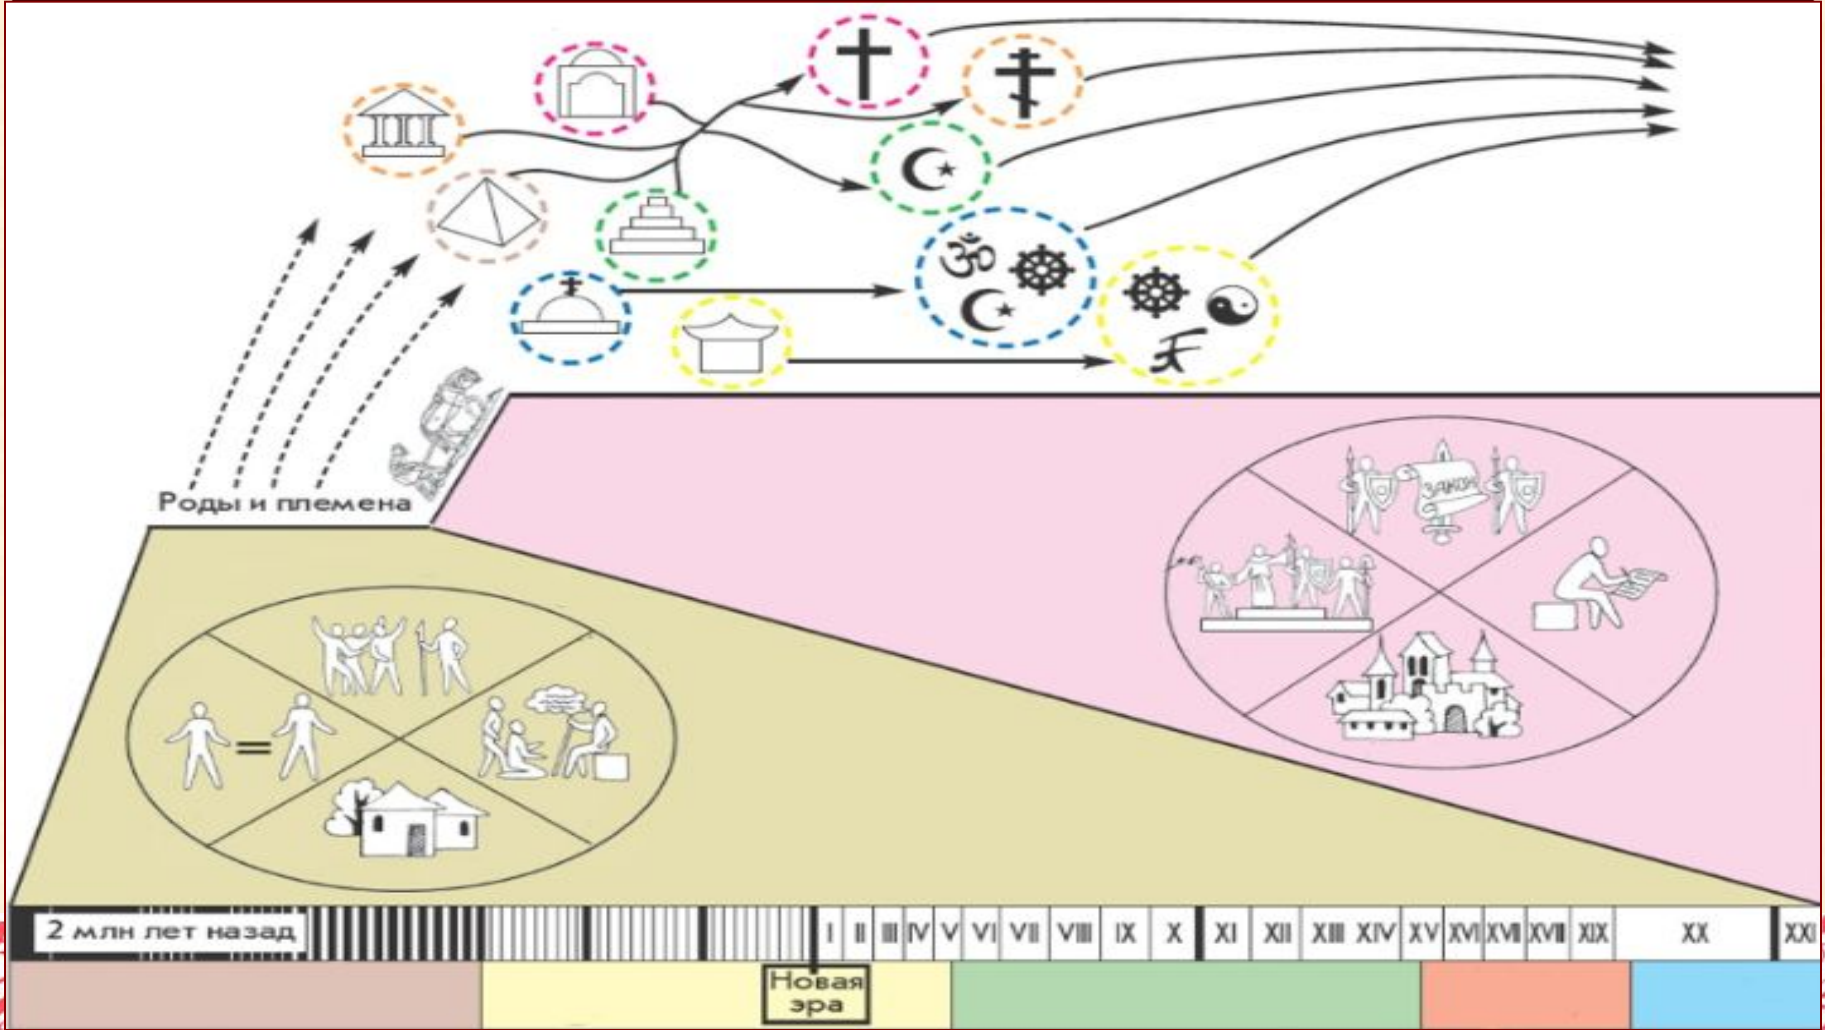 Роды и племена
ЗАКОН
2 млн лет назад
I II III IV V VI VII VIII IX X XI XII XIII XIV XV XVI XVII XVIII XIX XX XXI
Новая
эра